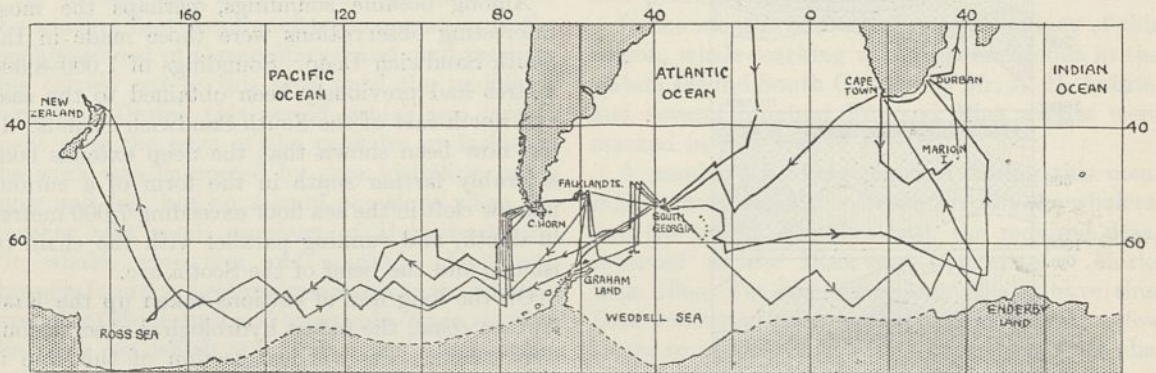 160 120 80 40 0 40
PACIFIC
OCEAN
ATLANTIC
OCEAN
INDIAN
OCEAN
NEW
ZEALAND
CAPE
TOWN
DURBAN
40
40
MARION
I.
FALKLAND IS.
C. HORN
SOUTH
GEORGIA
60
60
GRAHAM
LAND
ROSS SEA
WEDDELL SEA
ENDERBY
LAND